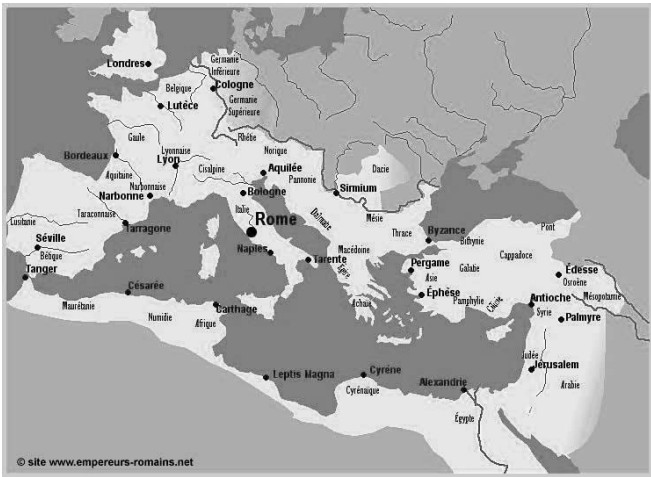 Londres
Germanie
Inférieure
Cologne
Belgique
Lutèce
Germanie
Supérieure
Rhétie
Gaule
Norique
Lyonnaise
Lyon
Bordeaux
Aquilée
Dacie
Cisalpine
Pannonie
Aquitaine
Narbonnaise
Bologne
Sirmium
Narbonne
Italie
Dalmatie
Mésie
Lusitanie
Taraconnaise
Rome
Tarragone
Thrace
Byzance
Pont
Séville
Bithynie
Bétique
Naples
Macédoine
Cappadoce
Tarente
Epire
Pergame
Galabe
Édesse
Tanger
Asie
Osroène
Césarée
Éphèse
Pamphylie
Cilicie
Antioche
Mésopotamie
Maurétanie
Carthage
Achaïe
Syrie
Numidie
Afrique
Palmyre
Judée
Jérusalem
Leptis Magna
Cyrène
Alexandrie
Arabie
Cyrénaïque
Égypte
© site www.empereurs-romains.net